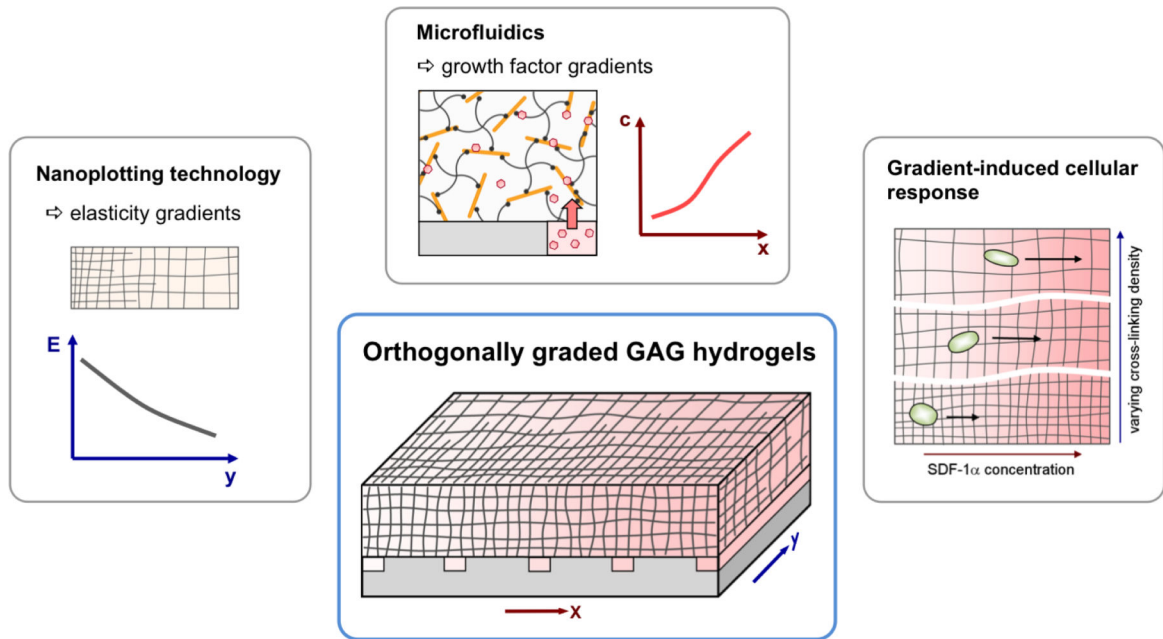 Microfluidics
⇨ growth factor gradients
c
x
Nanoplotting technology
⇨ elasticity gradients
E
y
Orthogonally graded GAG hydrogels
x
y
Gradient-induced cellular
response
varying cross-linking density
SDF-1α concentration